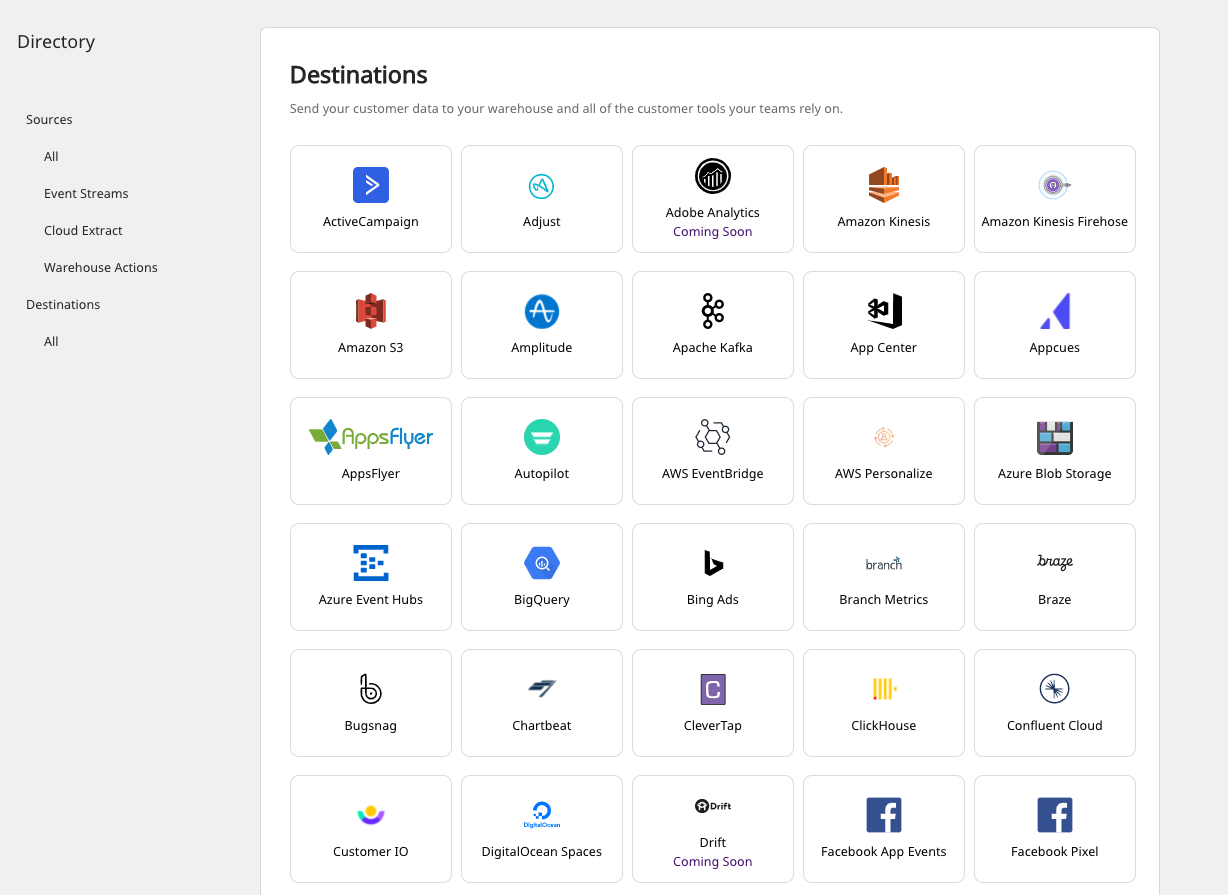 Directory
Sources
All
Event Streams
Cloud Extract
Warehouse Actions
Destinations
All
Destinations
Send your customer data to your warehouse and all of the customer tools your teams rely on.
ActiveCampaign
Adjust
Adobe Analytics
Coming Soon
Amazon Kinesis
Amazon Kinesis Firehose
Amazon S3
Amplitude
Apache Kafka
App Center
Appcues
AppsFlyer
AppsFlyer
Autopilot
AWS EventBridge
AWS Personalize
Azure Blob Storage
Azure Event Hubs
BigQuery
Bing Ads
branch
Branch Metrics
braze
Braze
Bugsnag
Chartbeat
C
CleverTap
ClickHouse
Confluent Cloud
Customer IO
DigitalOcean
DigitalOcean Spaces
Drift
Drift
Coming Soon
Facebook App Events
Facebook Pixel